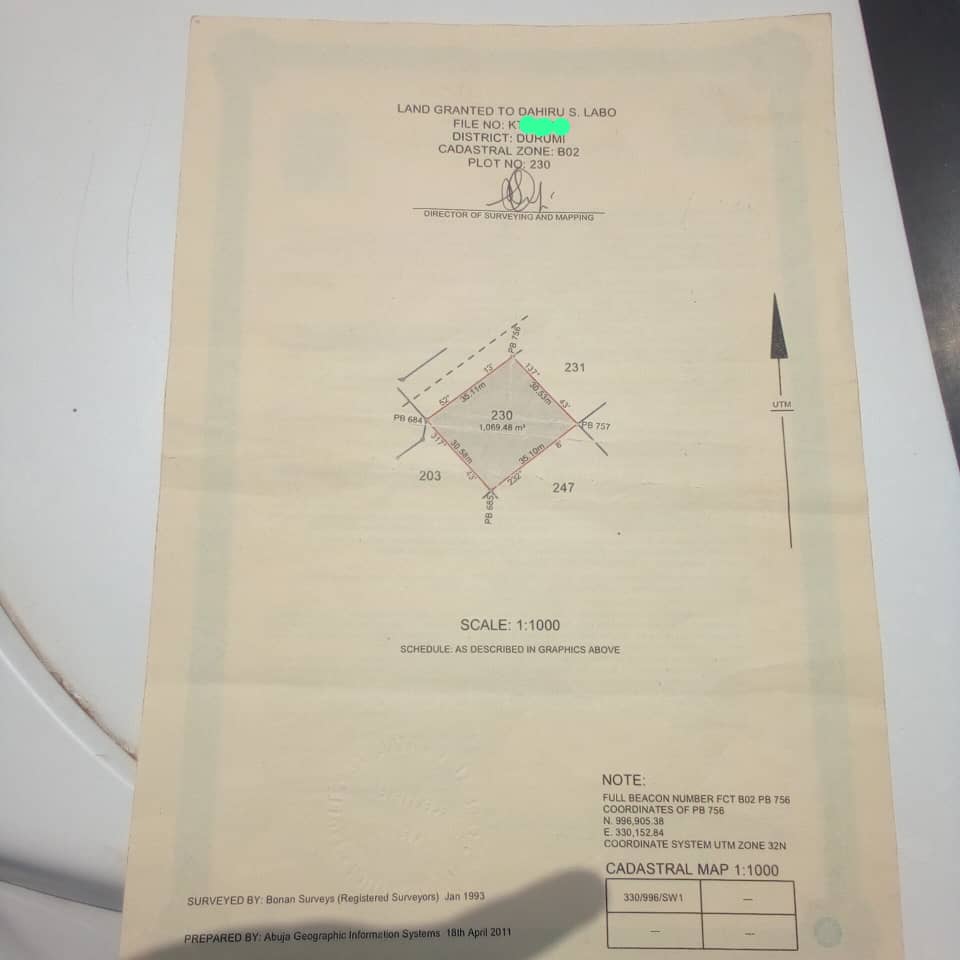 LAND GRANTED TO DAHIRU S. LABO
FILE NO: KT
DISTRICT: DURUMI
CADASTRAL ZONE: B02
PLOT NO: 230
DIRECTOR OF SURVEYING AND MAPPING
PB 756
231
13'
137°
52°
35.11m
30.53m
43'
UTM
PB 684
230
1,069.48 m²
PB 757
317°
30.58m
35.10m
6'
203
43'
232°
247
PB 685
SCALE: 1:1000
SCHEDULE: AS DESCRIBED IN GRAPHICS ABOVE
NOTE:
FULL BEACON NUMBER FCT B02 PB 756
COORDINATES OF PB 756
N. 996,905.38
E. 330,152.84
COORDINATE SYSTEM UTM ZONE 32N
CADASTRAL MAP 1:1000
330/996/SW1 ---
--- ---
SURVEYED BY: Bonan Surveys (Registered Surveyors) Jan 1993
PREPARED BY: Abuja Geographic Information Systems 18th April 2011